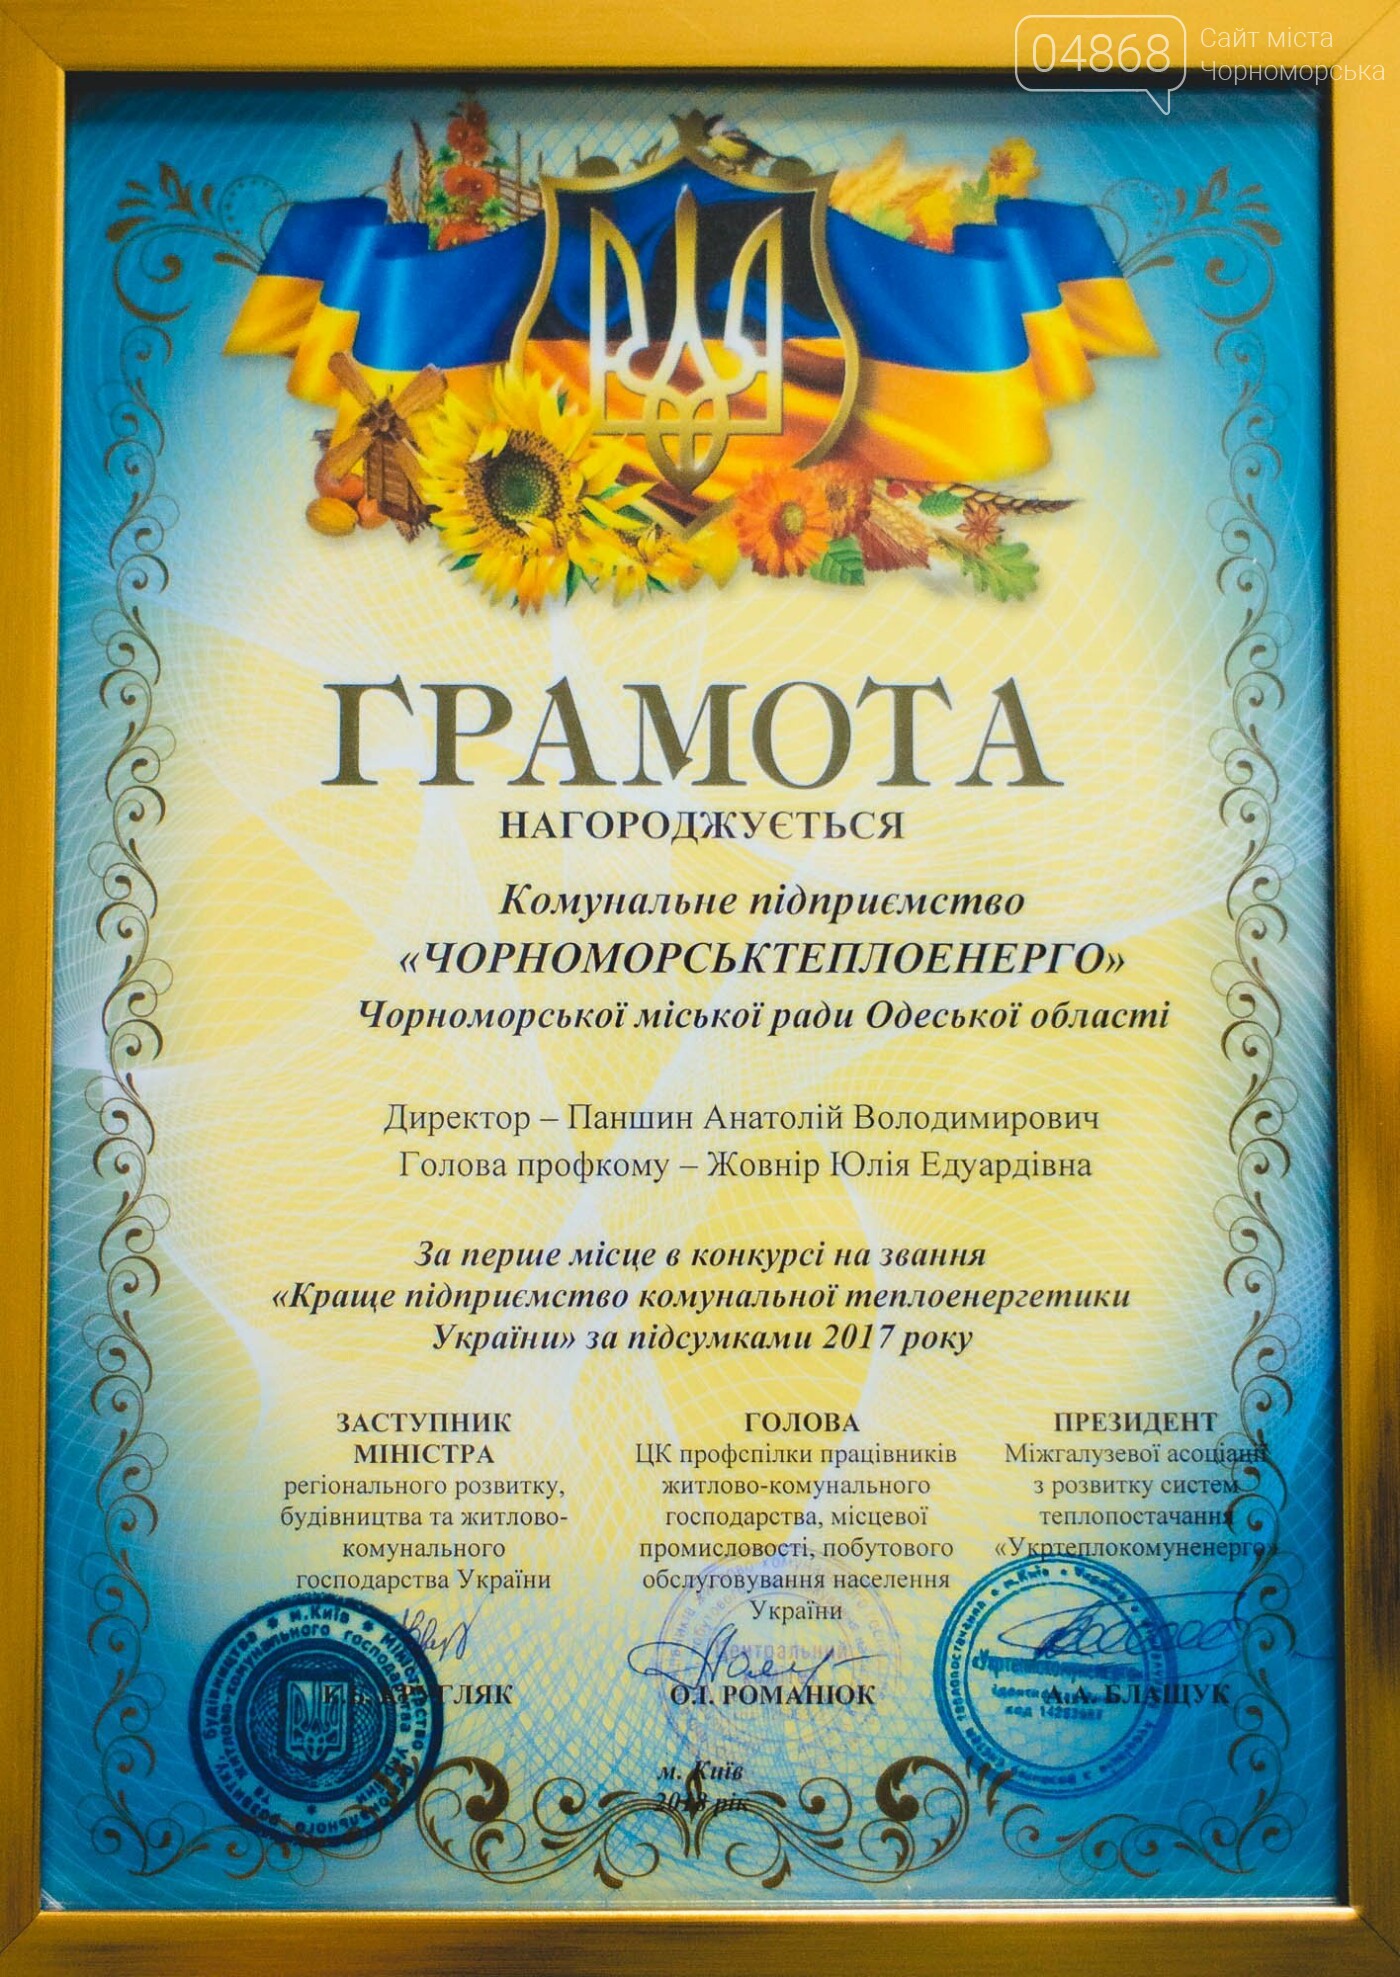 04868
Сайт міста
Чорноморська
ГРАМОТА
НАГОРОДЖУЄТЬСЯ
Комунальне підприємство
«ЧОРНОМОРСЬКТЕПЛОЕНЕРГО»
Чорноморської міської ради Одеської області
Директор – Паншин Анатолій Володимирович
Голова профкому – Жовнір Юлія Едуардівна
За перше місце в конкурсі на звання
«Краще підприємство комунальної теплоенергетики
України» за підсумками 2017 року
ЗАСТУПНИК
МІНІСТРА
регіонального розвитку,
будівництва та житлово-
комунального
господарства України
ГОЛОВА
ЦК профспілки працівників
житлово-комунального
господарства, місцевої
промисловості, побутового
обслуговування населення
України
О.І. РОМАНЮК
ПРЕЗИДЕНТ
Міжгалузевої асоціації
з розвитку систем
теплопостачання
«Укртеплокомуненерго»
А.А. БЛАЩУК
м. Київ
2018 рік